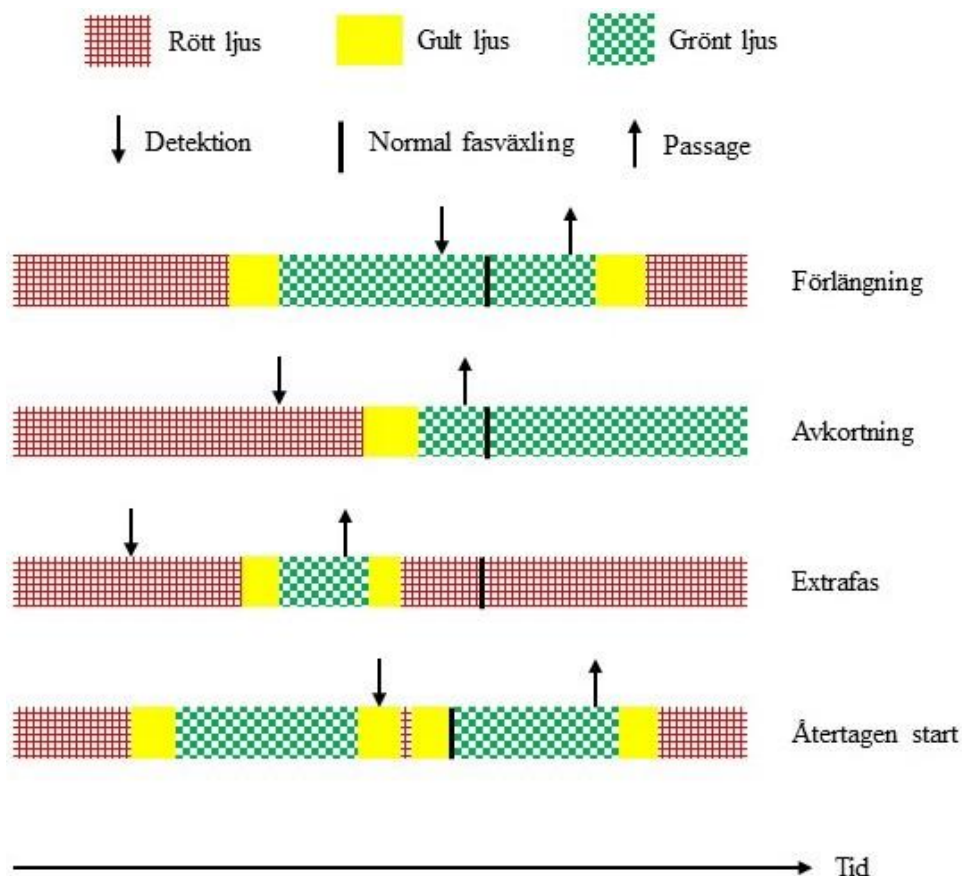 Rött ljus
Gult ljus
Grönt ljus
Detektion
Normal fasväxling
Passage
Förlängning
Avkortning
Extrafas
Återtagen start
Tid